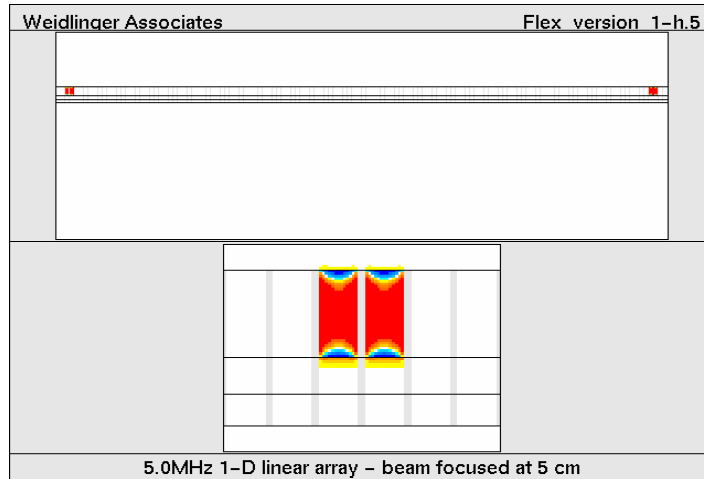 Weidlinger Associates Flex version 1-h.5
5.0MHz 1-D linear array - beam focused at 5 cm